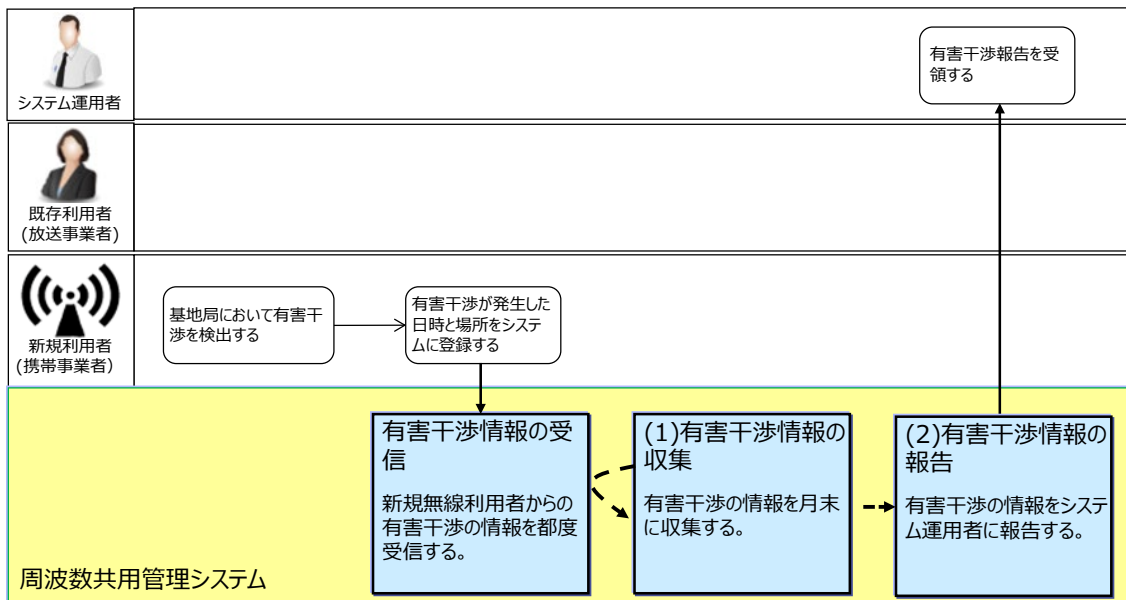 システム運用者
有害干渉報告を受
領する
既存利用者
(放送事業者)
新規利用者
(携帯事業者)
基地局において有害干
渉を検出する
有害干渉が発生した
日時と場所をシステ
ムに登録する
有害干渉情報の受
信
新規無線利用者からの
有害干渉の情報を都度
受信する。
(1)有害干渉情報の
収集
有害干渉の情報を月末
に収集する。
(2)有害干渉情報の
報告
有害干渉の情報をシステ
ム運用者に報告する。
周波数共用管理システム